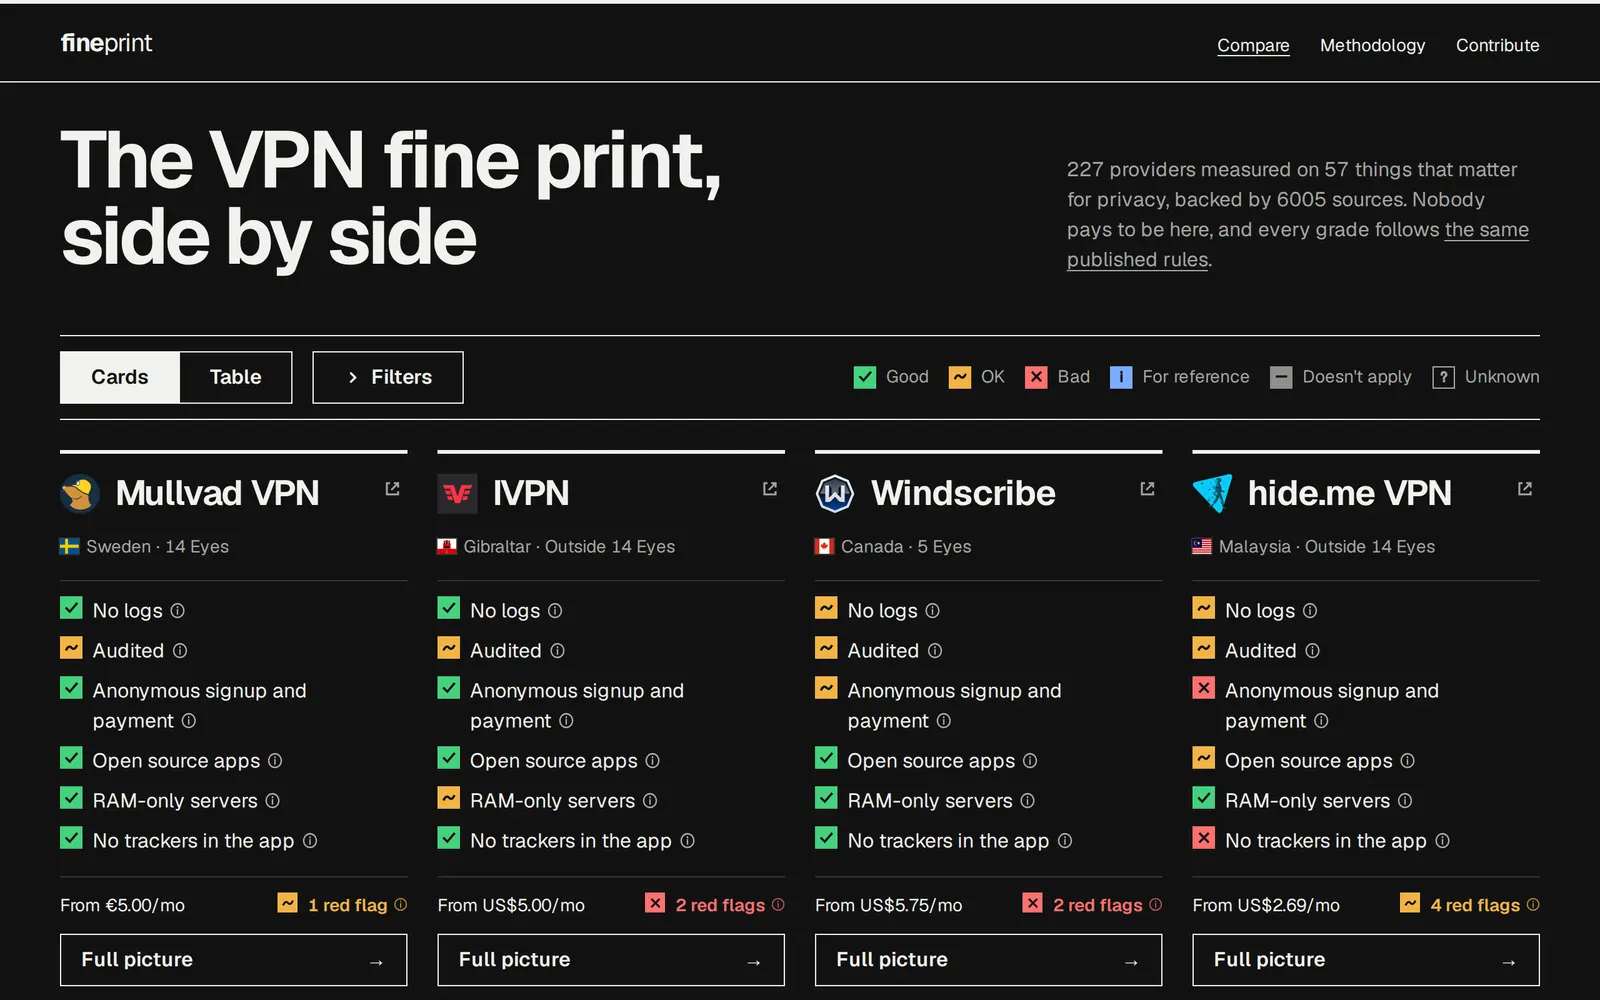 fineprint
Compare
Methodology
Contribute
The VPN fine print,
side by side
227 providers measured on 57 things that matter
for privacy, backed by 6005 sources. Nobody
pays to be here, and every grade follows the same
published rules.
Cards
Table
Filters
Good
OK
Bad
For reference
Doesn't apply
? Unknown
Mullvad VPN
Sweden · 14 Eyes
No logs
Audited
Anonymous signup and
payment
Open source apps
RAM-only servers
No trackers in the app
From €5.00/mo
1 red flag
Full picture →
IVPN
Gibraltar · Outside 14 Eyes
No logs
Audited
Anonymous signup and
payment
Open source apps
RAM-only servers
No trackers in the app
From US$5.00/mo
2 red flags
Full picture →
Windscribe
Canada · 5 Eyes
No logs
Audited
Anonymous signup and
payment
Open source apps
RAM-only servers
No trackers in the app
From US$5.75/mo
2 red flags
Full picture →
hide.me VPN
Malaysia · Outside 14 Eyes
No logs
Audited
Anonymous signup and
payment
Open source apps
RAM-only servers
No trackers in the app
From US$2.69/mo
4 red flags
Full picture →